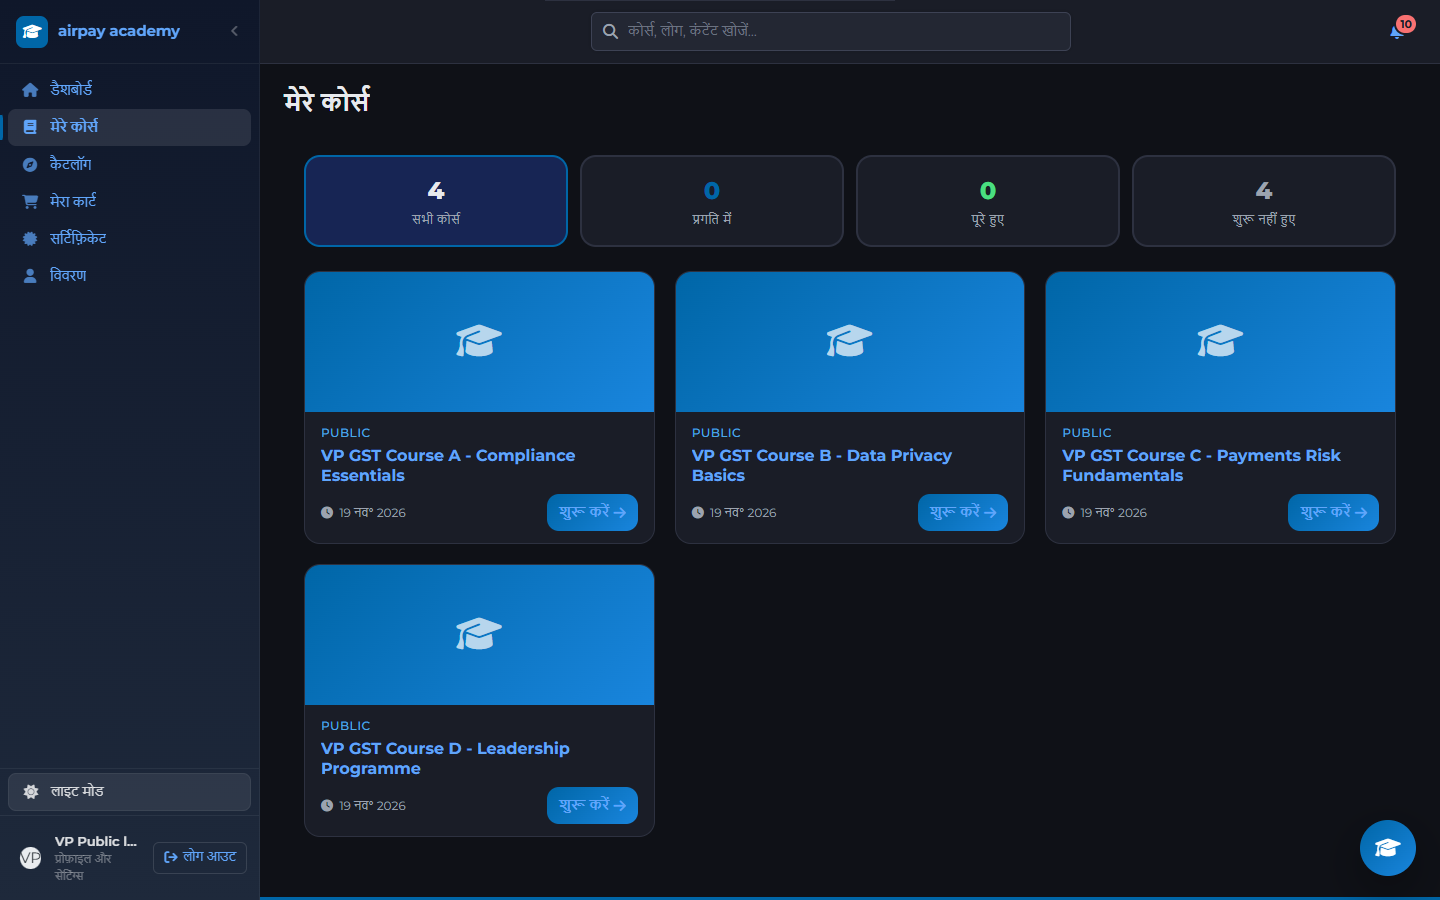 airpay academy
कोर्स, लोग, कंटेंट खोजें...
10
डैशबोर्ड
मेरे कोर्स
कैटलॉग
मेरा कार्ट
सर्टिफ़िकेट
विवरण
मेरे कोर्स
4
सभी कोर्स
0
प्रगति में
0
पूरे हुए
4
शुरू नहीं हुए
PUBLIC
VP GST Course A - Compliance
Essentials
19 नव॰ 2026
शुरू करें →
PUBLIC
VP GST Course B - Data Privacy
Basics
19 नव॰ 2026
शुरू करें →
PUBLIC
VP GST Course C - Payments Risk
Fundamentals
19 नव॰ 2026
शुरू करें →
PUBLIC
VP GST Course D - Leadership
Programme
19 नव॰ 2026
शुरू करें →
लाइट मोड
VP
VP Public l...
प्रोफ़ाइल और
सेटिंग्स
लोग आउट